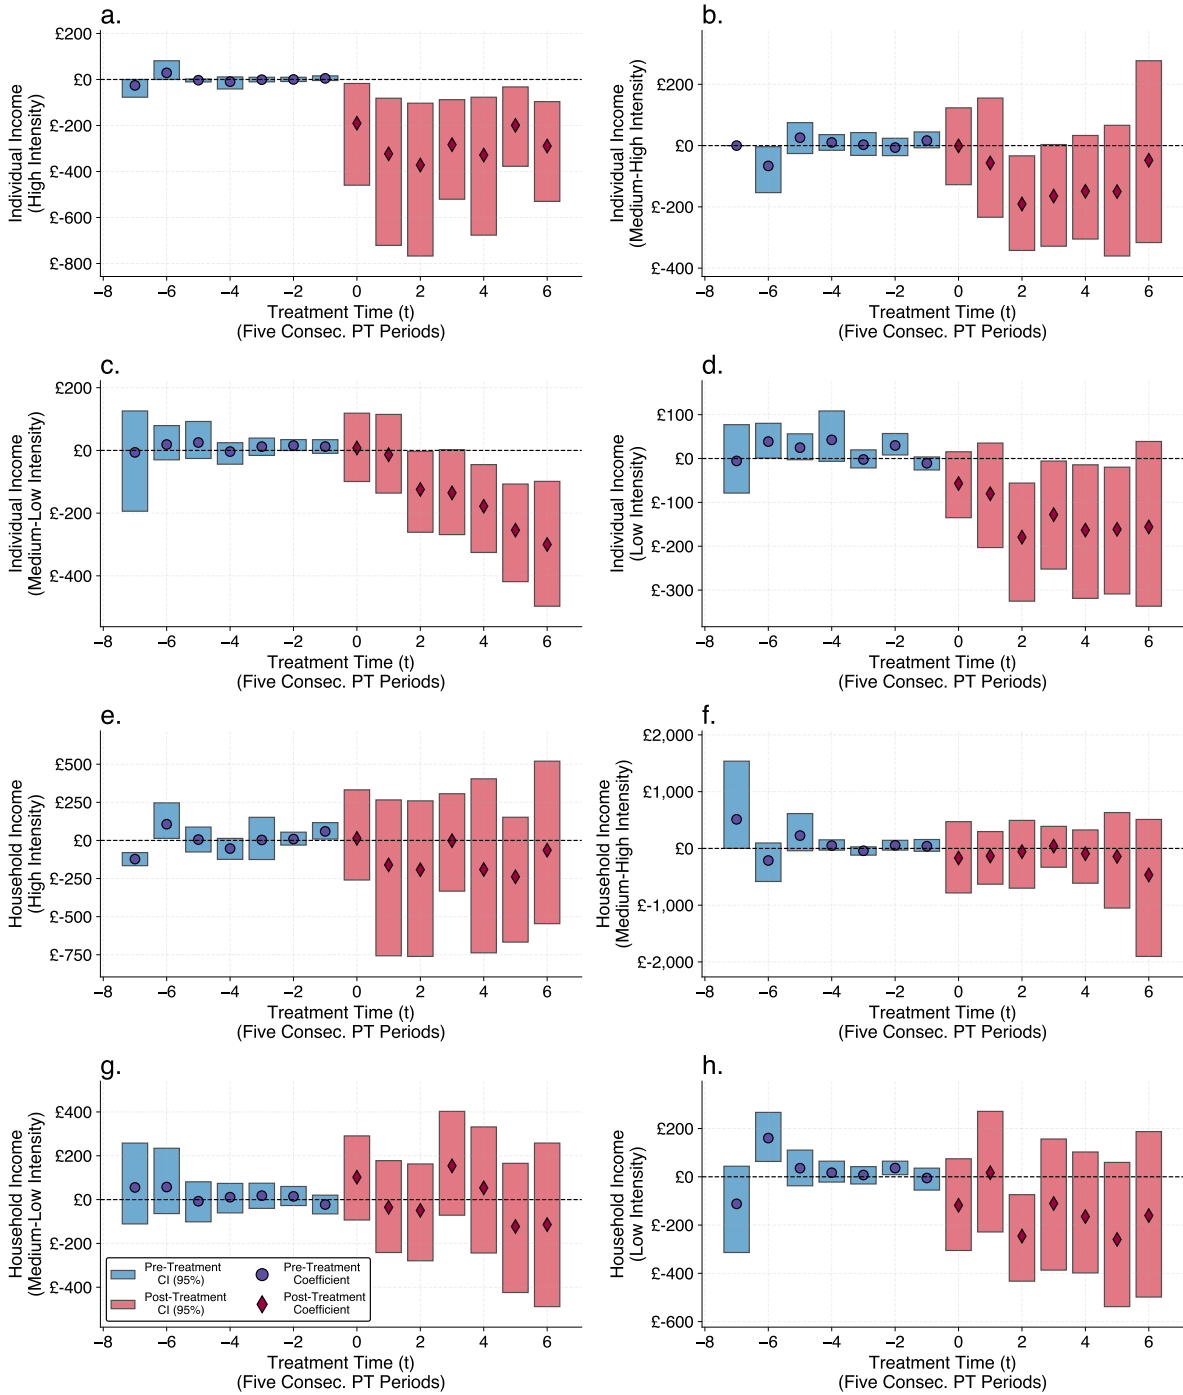 a.
£200
£0
£-200
£-400
£-600
£-800
Individual Income
(High Intensity)
−8
−6
−4
−2
0
2
4
6
Treatment Time (t)
(Five Consec. PT Periods)
b.
£200
£0
£-200
£-400
Individual Income
(Medium-High Intensity)
−8
−6
−4
−2
0
2
4
6
Treatment Time (t)
(Five Consec. PT Periods)
c.
£200
£0
£-200
£-400
Individual Income
(Medium-Low Intensity)
−8
−6
−4
−2
0
2
4
6
Treatment Time (t)
(Five Consec. PT Periods)
d.
£100
£0
£-100
£-200
£-300
Individual Income
(Low Intensity)
−8
−6
−4
−2
0
2
4
6
Treatment Time (t)
(Five Consec. PT Periods)
e.
£500
£250
£0
£-250
£-500
£-750
Household Income
(High Intensity)
−8
−6
−4
−2
0
2
4
6
Treatment Time (t)
(Five Consec. PT Periods)
f.
£2,000
£1,000
£0
£-1,000
£-2,000
Household Income
(Medium-High Intensity)
−8
−6
−4
−2
0
2
4
6
Treatment Time (t)
(Five Consec. PT Periods)
g.
£400
£200
£0
£-200
£-400
Household Income
(Medium-Low Intensity)
Pre-Treatment
CI (95%)
Post-Treatment
CI (95%)
Pre-Treatment
Coefficient
Post-Treatment
Coefficient
−8
−6
−4
−2
0
2
4
6
Treatment Time (t)
(Five Consec. PT Periods)
h.
£200
£0
£-200
£-400
£-600
Household Income
(Low Intensity)
−8
−6
−4
−2
0
2
4
6
Treatment Time (t)
(Five Consec. PT Periods)